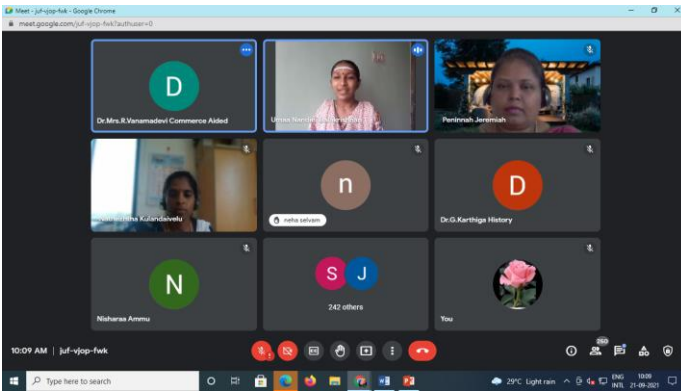 Meet - juf-vjop-fwk - Google Chrome
meet.google.com/juf-vjop-fwk?authuser=0
D
Dr.Mrs.R.Vanamadevi Commerce Aided
Peninnah Jeremiah
Kulandaivelu
n
neha selvam
D
Dr.G.Karthiga History
N
Nisharaa Ammu
S J
242 others
You
10:09 AM | juf-vjop-fwk
250
Type here to search
29°C Light rain
ENG
INTL
10:09
21-09-2021